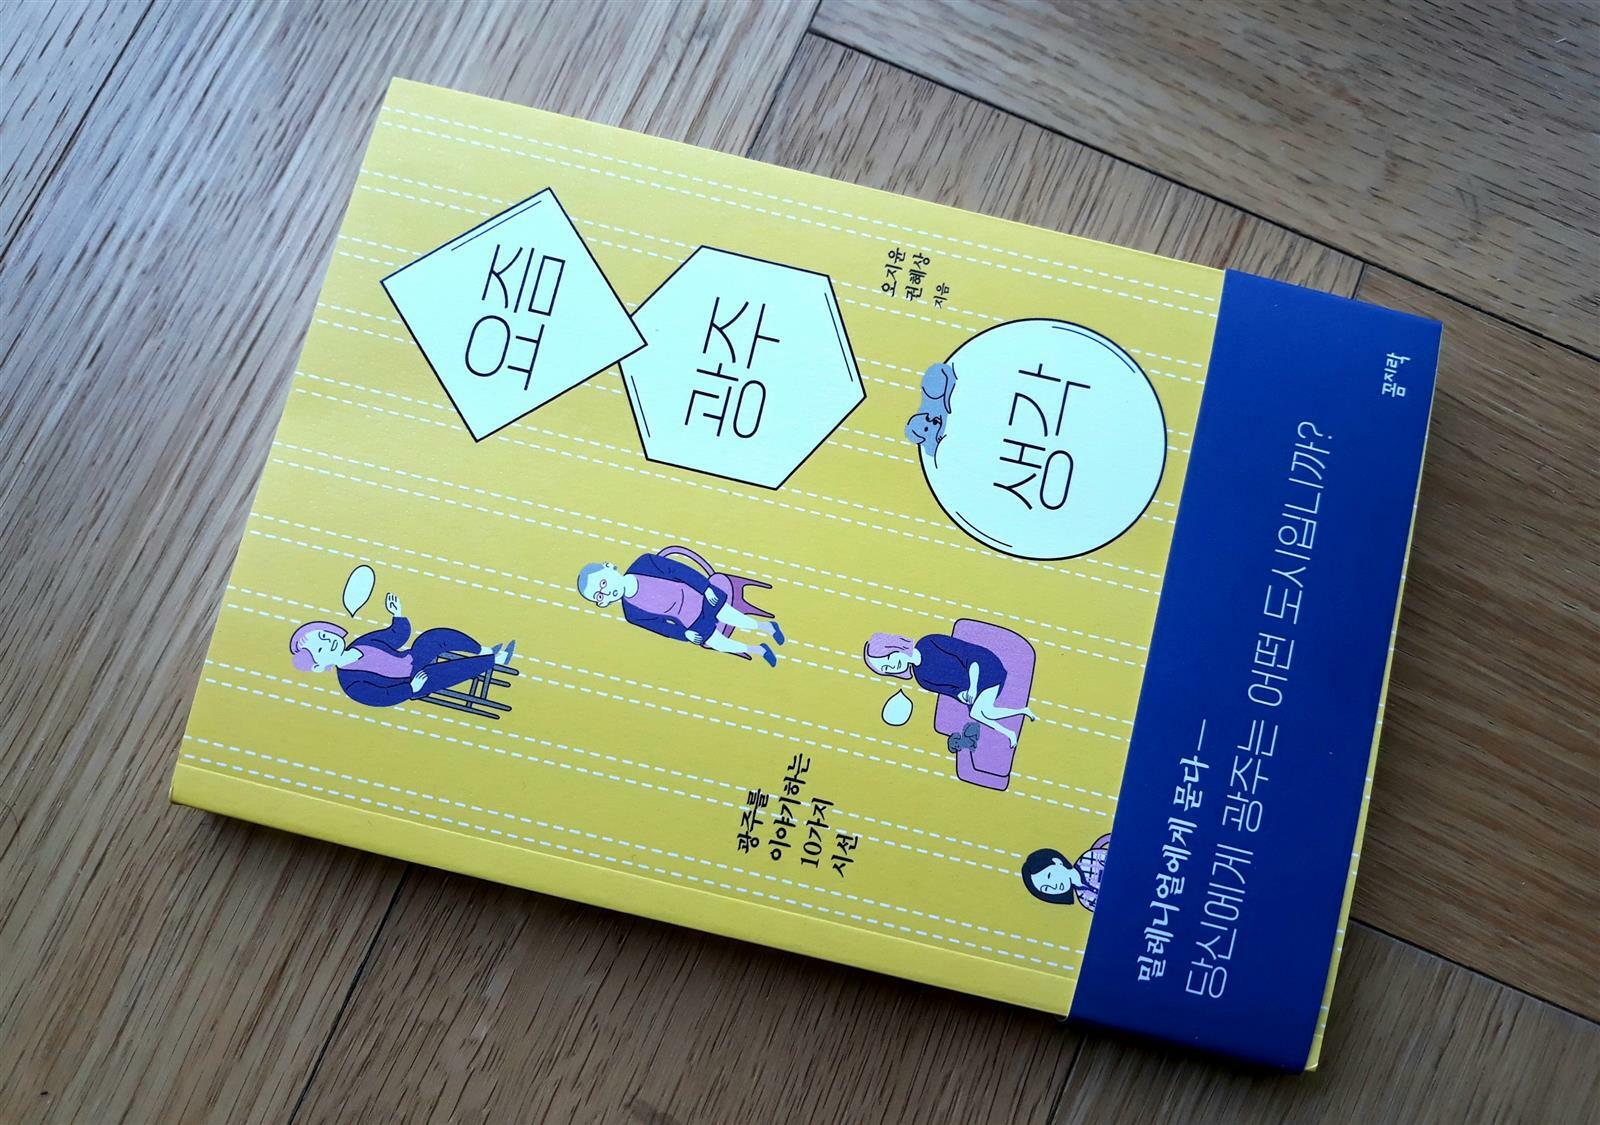 요즘
광주
생각
오지윤
권혜상
지음
광주를
이야기하는
10가지
시선
밀레니얼에게 묻다 —
당신에게 광주는 어떤 도시입니까?
꼼지락